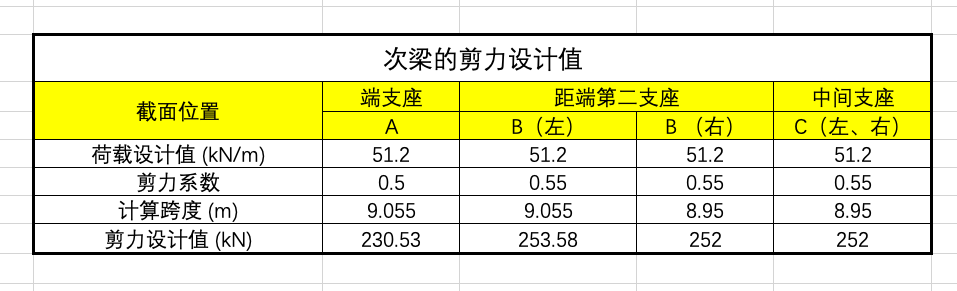 次梁的剪力设计值
截面位置 端支座 距端第二支座 中间支座
A B（左） B （右） C（左、右）
荷载设计值 (kN/m) 51.2 51.2 51.2 51.2
剪力系数 0.5 0.55 0.55 0.55
计算跨度 (m) 9.055 9.055 8.95 8.95
剪力设计值 (kN) 230.53 253.58 252 252